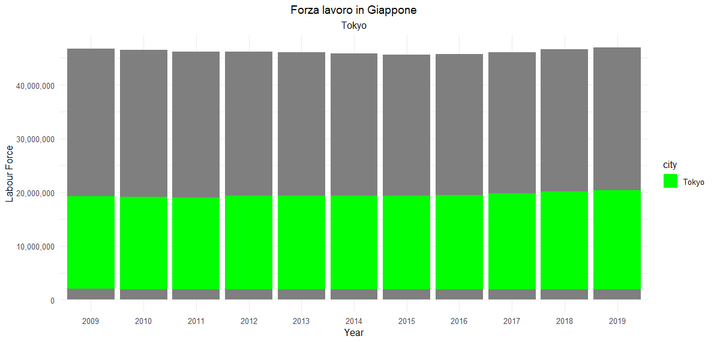 Forza lavoro in Giappone
Tokyo
40,000,000
30,000,000
20,000,000
10,000,000
0
Labour Force
2009 2010 2011 2012 2013 2014 2015 2016 2017 2018 2019
Year
city
Tokyo